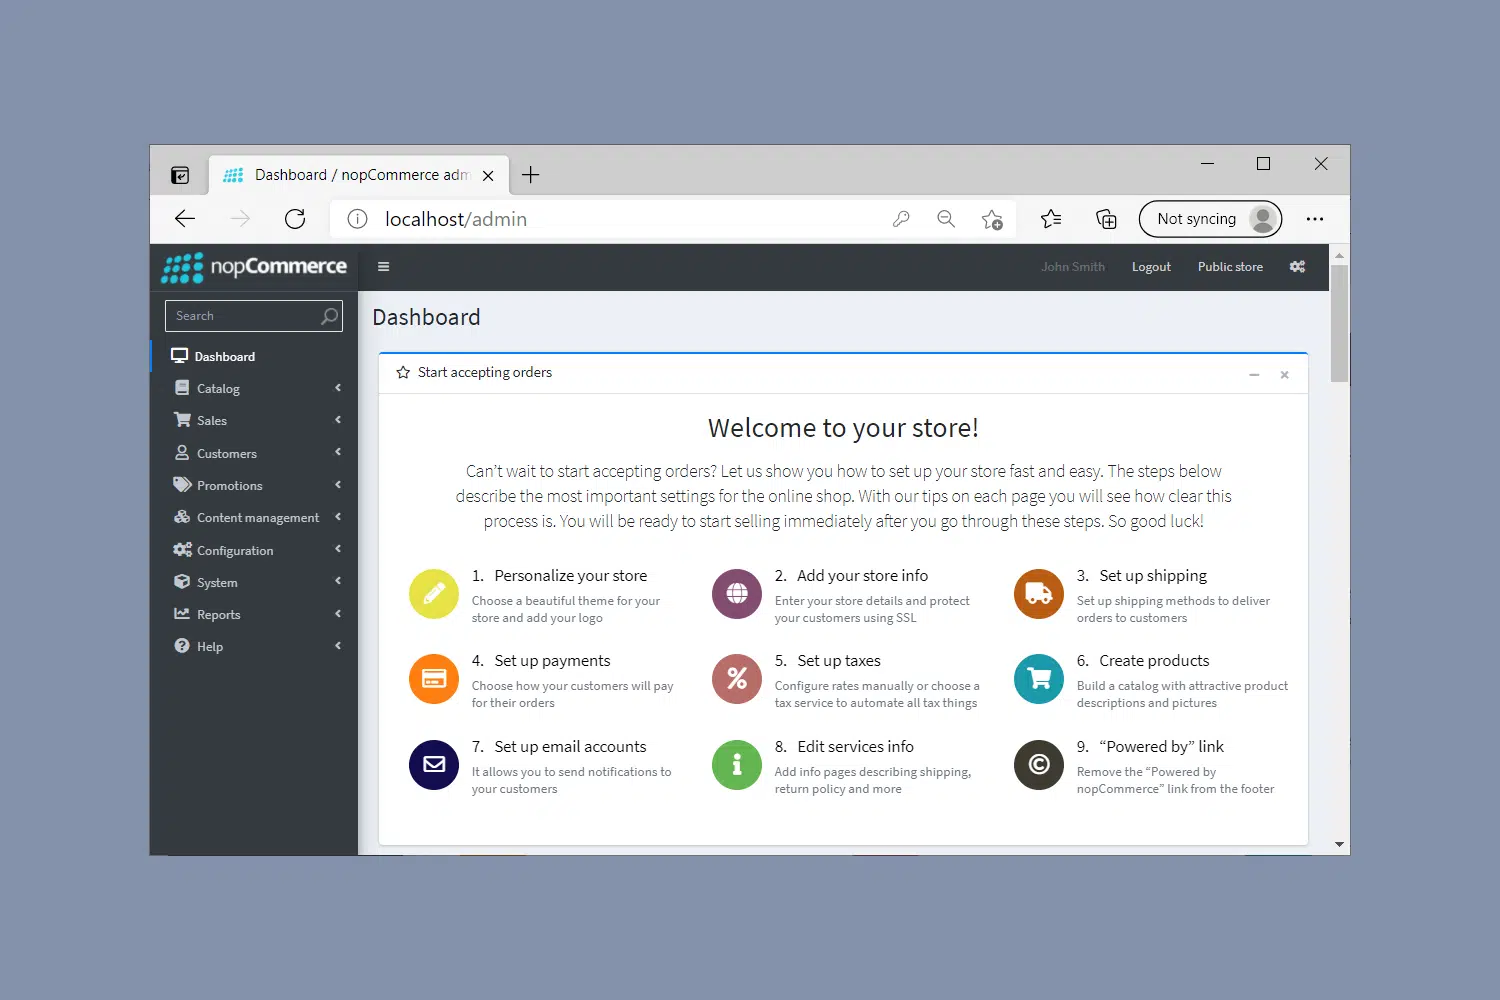 Dashboard / nopCommerce adm
localhost/admin
Not syncing
nopCommerce
John Smith
Logout
Public store
Search
Dashboard
Catalog
Sales
Customers
Promotions
Content management
Configuration
System
Reports
Help
Dashboard
Start accepting orders
Welcome to your store!
Can’t wait to start accepting orders? Let us show you how to set up your store fast and easy. The steps below
describe the most important settings for the online shop. With our tips on each page you will see how clear this
process is. You will be ready to start selling immediately after you go through these steps. So good luck!
1. Personalize your store
Choose a beautiful theme for your
store and add your logo
2. Add your store info
Enter your store details and protect
your customers using SSL
3. Set up shipping
Set up shipping methods to deliver
orders to customers
4. Set up payments
Choose how your customers will pay
for their orders
5. Set up taxes
Configure rates manually or choose a
tax service to automate all tax things
6. Create products
Build a catalog with attractive product
descriptions and pictures
7. Set up email accounts
It allows you to send notifications to
your customers
8. Edit services info
Add info pages describing shipping,
return policy and more
9. “Powered by” link
Remove the “Powered by
nopCommerce” link from the footer